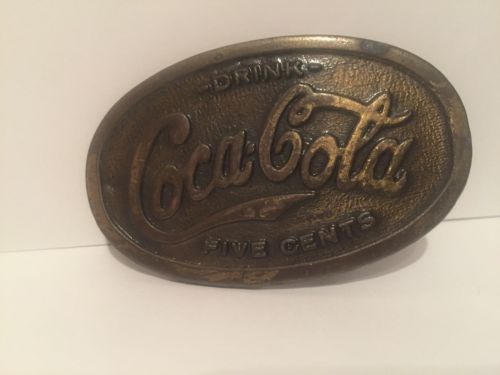 -DRINK-
Coca-Cola
FIVE CENTS